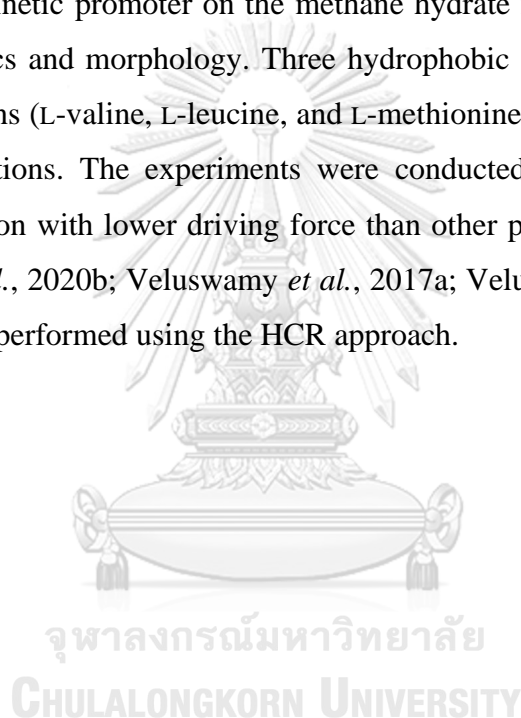 netic promoter on the methane hydrate
cs and morphology. Three hydrophobic
ns (L-valine, L-leucine, and L-methionine
tions. The experiments were conducted
on with lower driving force than other p
d., 2020b; Veluswamy et al., 2017a; Velu
performed using the HCR approach.
จุฬาลงกรณ์มหาวิทยาลัย
CHULALONGKORN UNIVERSITY